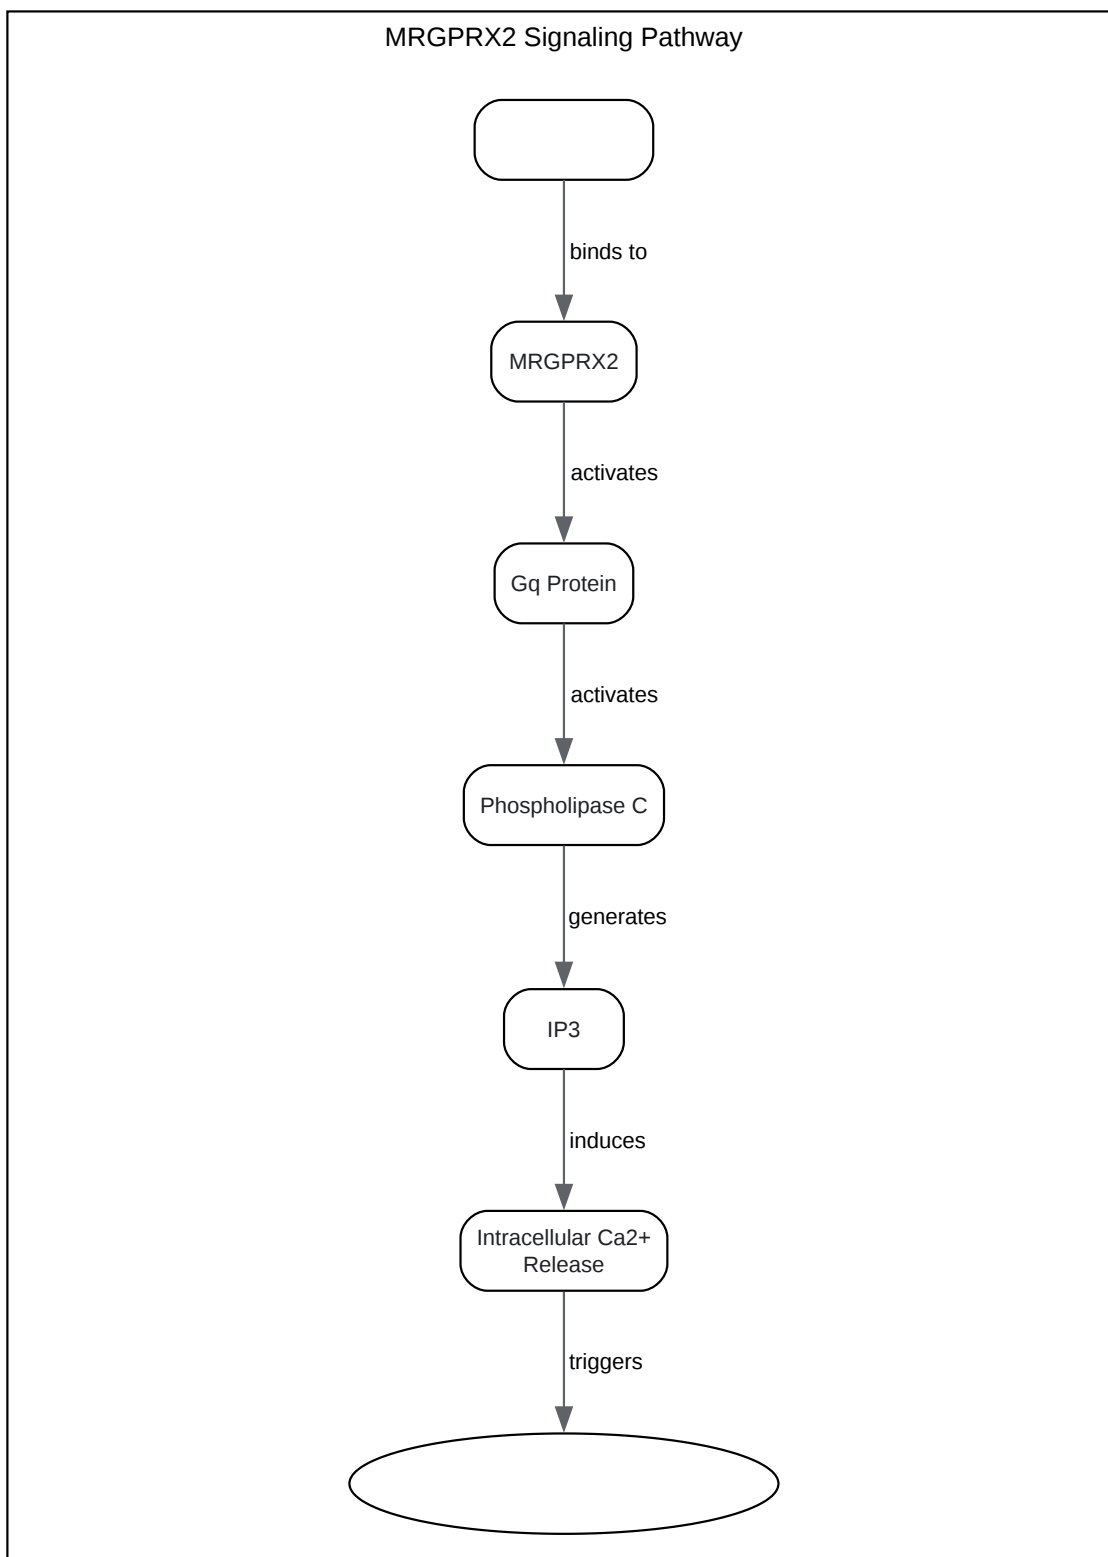 MRGPRX2 Signaling Pathway
binds to
MRGPRX2
activates
Gq Protein
activates
Phospholipase C
generates
IP3
induces
Intracellular Ca2+
Release
triggers